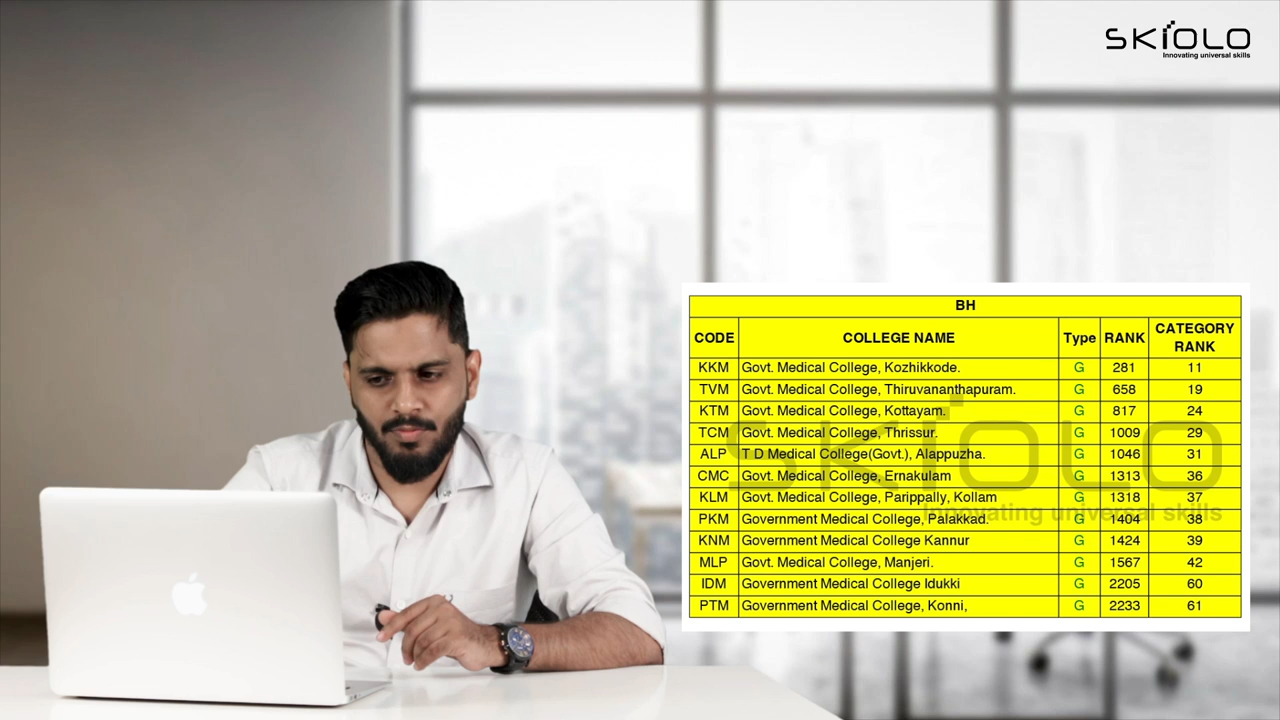 SKIOLO
Innovating universal skills
BH
CODE COLLEGE NAME Type RANK CATEGORY RANK
KKM Govt. Medical College, Kozhikkode. G 281 11
TVM Govt. Medical College, Thiruvananthapuram. G 658 19
KTM Govt. Medical College, Kottayam. G 817 24
TCM Govt. Medical College, Thrissur. G 1009 29
ALP T D Medical College(Govt.), Alappuzha. G 1046 31
CMC Govt. Medical College, Ernakulam G 1313 36
KLM Govt. Medical College, Parippally, Kollam G 1318 37
PKM Government Medical College, Palakkad. G 1404 38
KNM Government Medical College Kannur G 1424 39
MLP Govt. Medical College, Manjeri. G 1567 42
IDM Government Medical College Idukki G 2205 60
PTM Government Medical College, Konni, G 2233 61
SKIOLO
Innovating universal skills